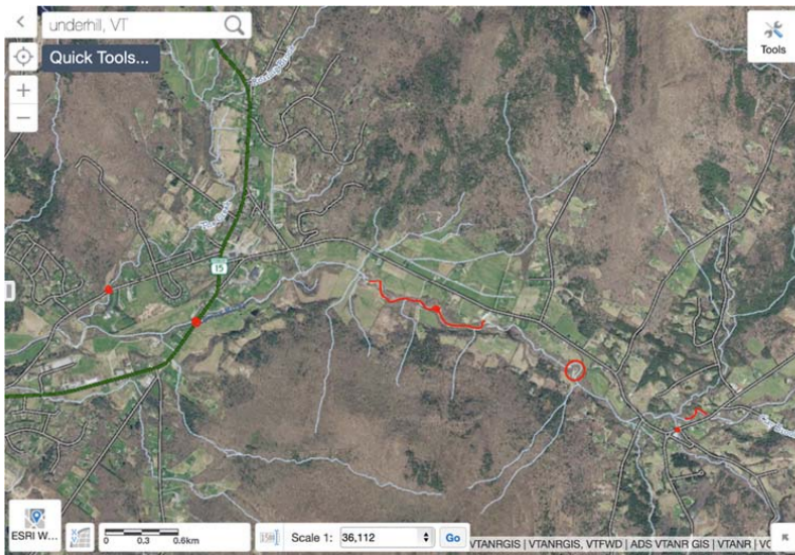 underhill, VT
Tools
Quick Tools...
15
ESRI W...
0 0.3 0.6km
Scale 1: 36,112 Go
VTANRGIS | VTANRGIS, VTFWD | ADS VTANR GIS | VTANR | VC